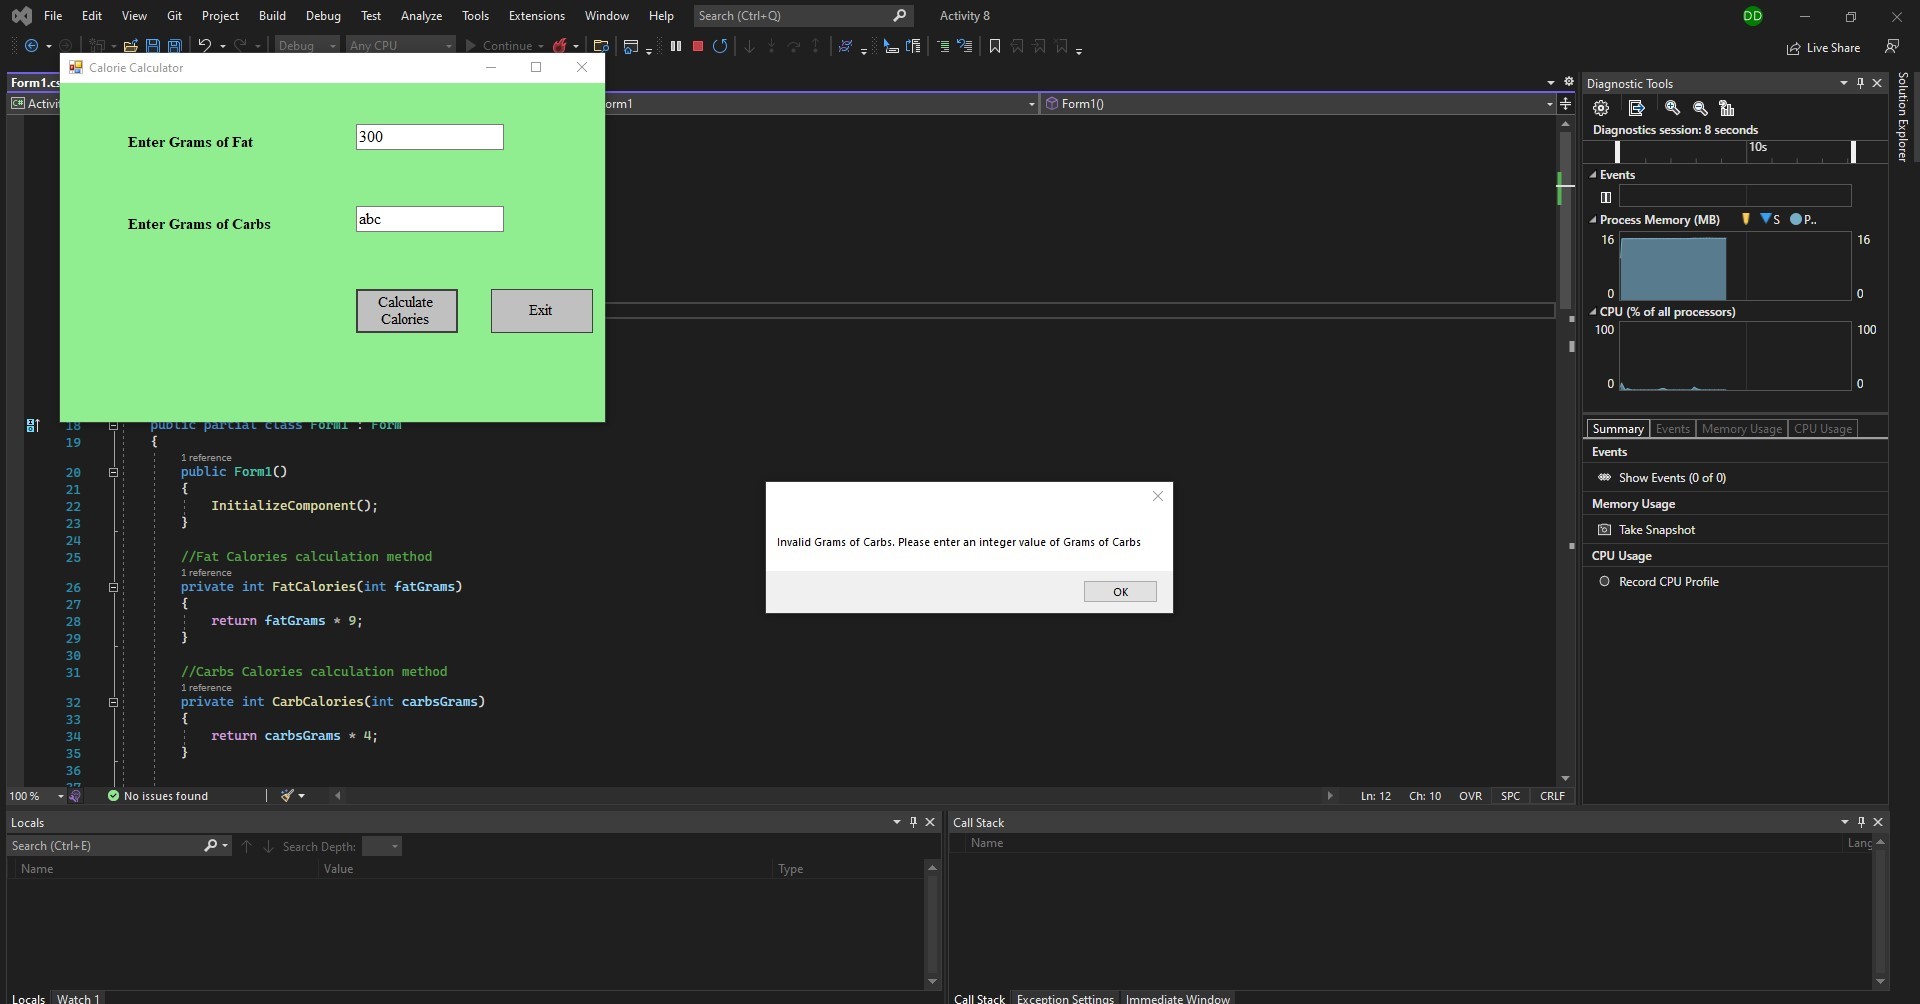 File Edit View Git Project Build Debug Test Analyze Tools Extensions Window Help Search (Ctrl+Q) Activity 8 DD
Debug Any CPU Continue Live Share
Calorie Calculator
Enter Grams of Fat 300
Enter Grams of Carbs abc
Calculate
Calories
Exit
Form1.cs
C# Activi
orm1
Form1()
18 public partial class Form1 : Form
19 {
1 reference
20 public Form1()
21 {
22 InitializeComponent();
23 }
24
25 //Fat Calories calculation method
1 reference
26 private int FatCalories(int fatGrams)
27 {
28 return fatGrams * 9;
29 }
30
31 //Carbs Calories calculation method
1 reference
32 private int CarbCalories(int carbsGrams)
33 {
34 return carbsGrams * 4;
35 }
36
37
Invalid Grams of Carbs. Please enter an integer value of Grams of Carbs
OK
100 % No issues found Ln: 12 Ch: 10 OVR SPC CRLF
Diagnostic Tools
Diagnostics session: 8 seconds
10s
Events
Process Memory (MB) S P..
16 16
0 0
CPU (% of all processors)
100 100
0 0
Summary Events Memory Usage CPU Usage
Events
Show Events (0 of 0)
Memory Usage
Take Snapshot
CPU Usage
Record CPU Profile
Solution Explorer
Locals
Search (Ctrl+E) Search Depth:
Name Value Type
Locals Watch 1
Call Stack
Name Lang
Call Stack Exception Settings Immediate Window